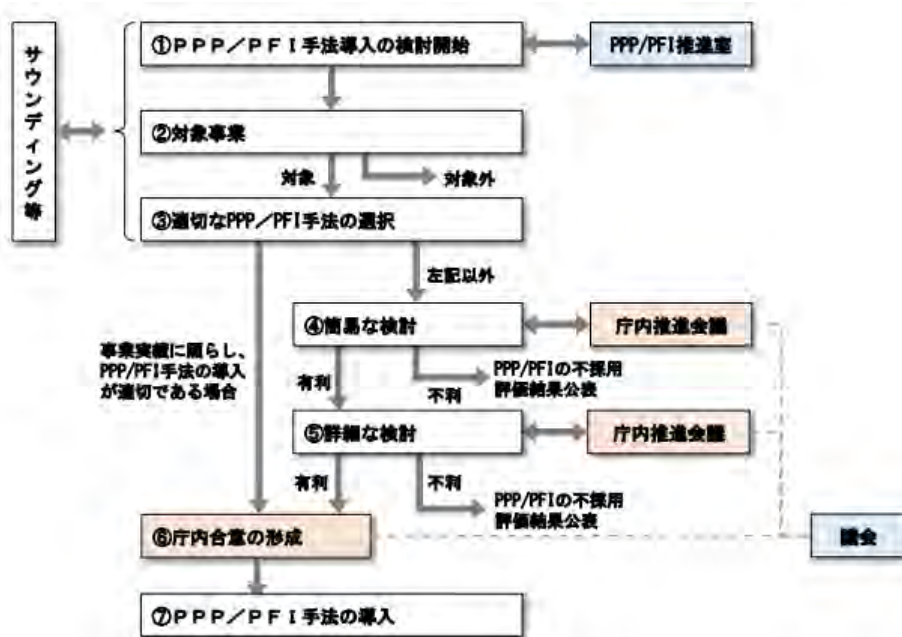 サウンディング等
①ＰＰＰ／ＰＦＩ手法導入の検討開始
PPP/PFI推進室
②対象事業
対象
対象外
③適切なPPP／PFI手法の選択
左記以外
④簡易な検討
庁内推進会議
事業実績に照らし、
PPP/PFI手法の導入
が適切である場合
有利
不利
PPP/PFIの不採用
評価結果公表
⑤詳細な検討
庁内推進会議
有利
不利
PPP/PFIの不採用
評価結果公表
⑥庁内合意の形成
議会
⑦ＰＰＰ／ＰＦＩ手法の導入